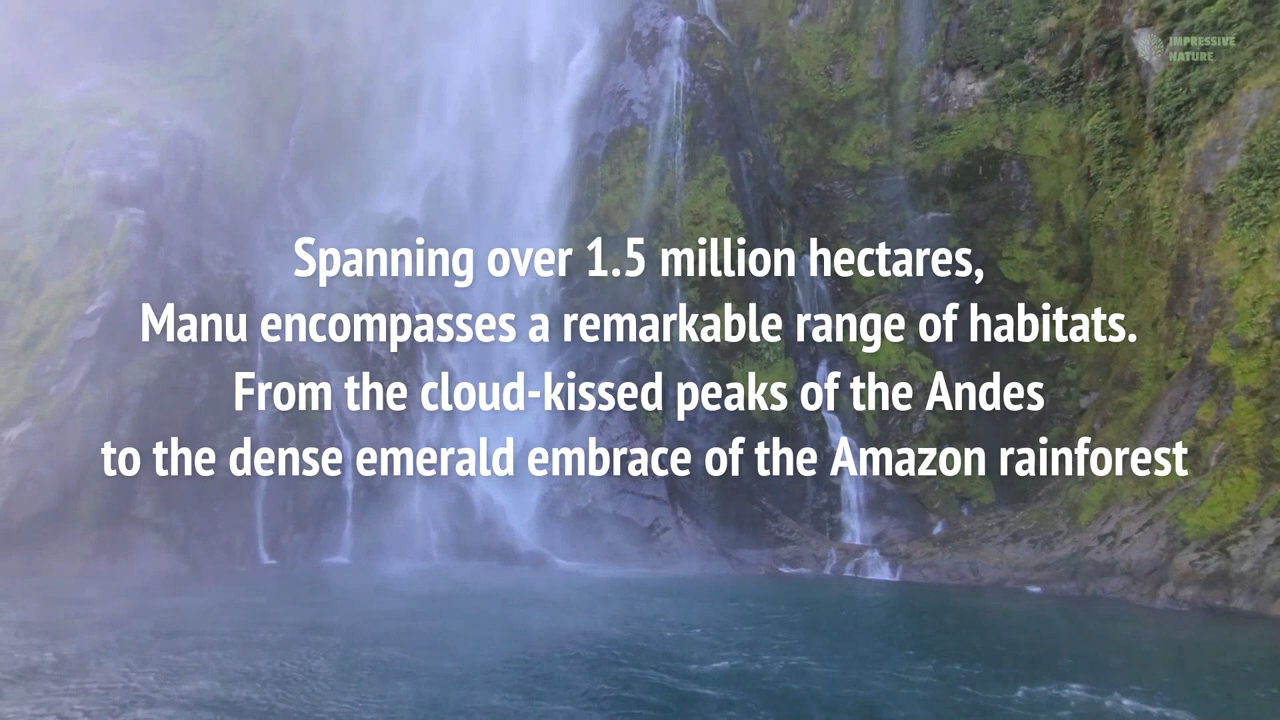 IMPRESSIVE
NATURE
Spanning over 1.5 million hectares,
Manu encompasses a remarkable range of habitats.
From the cloud-kissed peaks of the Andes
to the dense emerald embrace of the Amazon rainforest